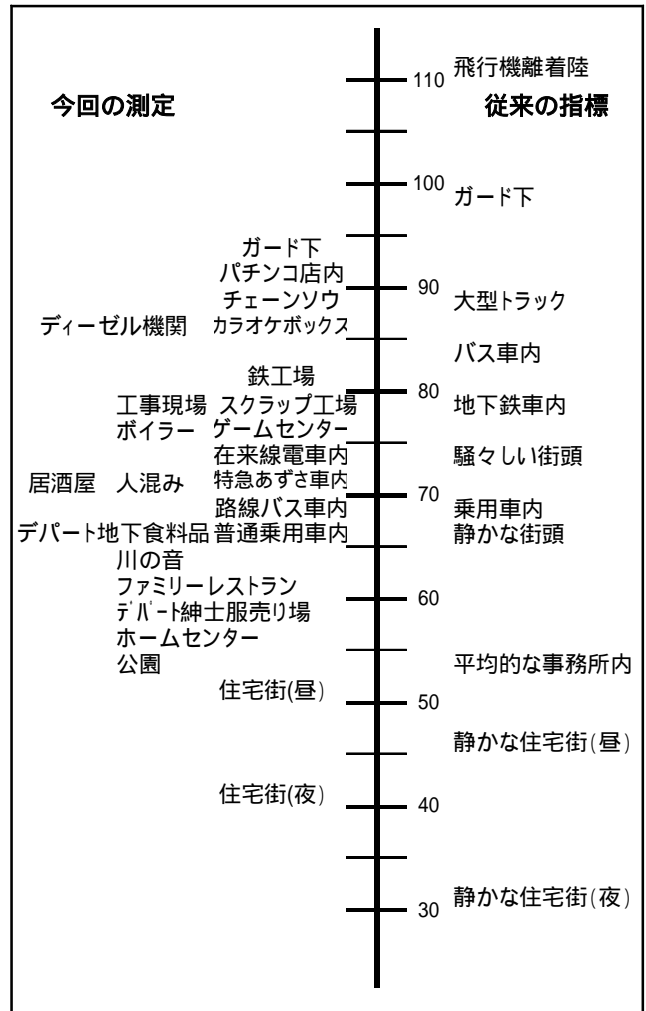 飛行機離着陸
110
今回の測定
従来の指標
100
ガード下
ガード下
パチンコ店内
90
チェーンソウ
大型トラック
ディーゼル機関
カラオケボックス
バス車内
鉄工場
80
工事現場
スクラップ工場
地下鉄車内
ボイラー
ゲームセンター
在来線電車内
騒々しい街頭
居酒屋
人混み
特急あずさ車内
70
路線バス車内
乗用車内
デパート地下食料品
普通乗用車内
静かな街頭
川の音
ファミリーレストラン
60
デパート紳士服売り場
ホームセンター
公園
平均的な事務所内
住宅街(昼)
50
静かな住宅街(昼)
住宅街(夜)
40
静かな住宅街(夜)
30